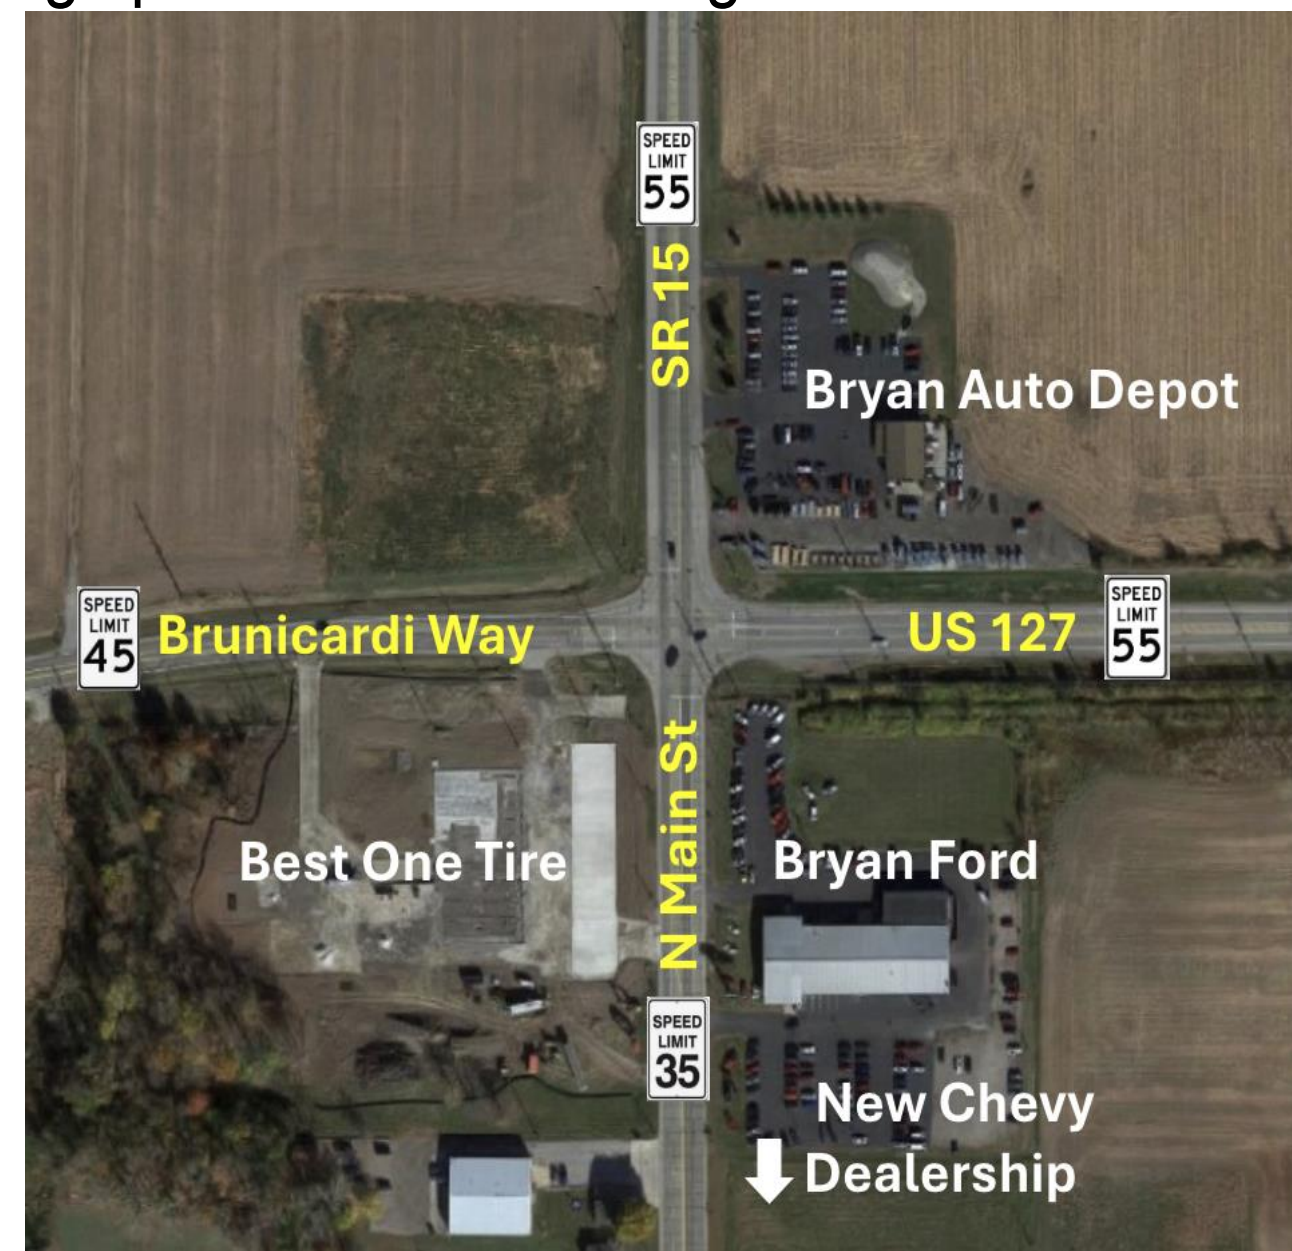 SPEED
LIMIT
55
SR 15
Bryan Auto Depot
SPEED
LIMIT
45
Brunicardi Way
US 127
SPEED
LIMIT
55
N Main St
Best One Tire
Bryan Ford
SPEED
LIMIT
35
New Chevy
Dealership